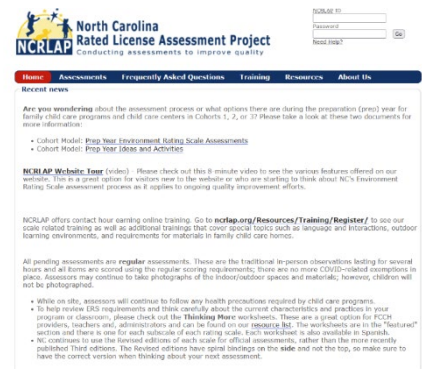 NCRLAP ID
Password
Go
Need Help?
North Carolina
Rated License Assessment Project
Conducting assessments to improve quality
NCRLAP
Home Assessments Frequently Asked Questions Training Resources About Us
Recent news
Are you wondering about the assessment process or what options there are during the preparation (prep) year for
family child care programs and child care centers in Cohorts 1, 2, or 3? Please take a look at these two documents for
more information:
• Cohort Model: Prep Year Environment Rating Scale Assessments
• Cohort Model: Prep Year Ideas and Activities
NCRLAP Website Tour (video) - Please check out this 8-minute video to see the various features offered on our
website. This is a great option for visitors new to the website or who are starting to think about NC's Environment
Rating Scale assessment process as it applies to ongoing quality improvement efforts.
NCRLAP offers contact hour earning online training. Go to ncrlap.org/Resources/Training/Register/ to see our
scale related training as well as additional trainings that cover special topics such as language and interactions, outdoor
learning environments, and requirements for materials in family child care homes.
All pending assessments are regular assessments. These are the traditional in-person observations lasting for several
hours and all items are scored using the regular scoring requirements; there are no more COVID-related exemptions in
place. Assessors may continue to take photographs of the indoor/outdoor spaces and materials; however, children will
not be photographed.
• While on site, assessors will continue to follow any health precautions required by child care programs.
• To help review ERS requirements and think carefully about the current characteristics and practices in your
program or classroom, please check out the Thinking More worksheets. These are a great option for FCCH
providers, teachers and, administrators and can be found on our resource list. The worksheets are in the "featured"
section and there is one for each subscale of each rating scale. Each worksheet is also available in Spanish.
• NC continues to use the Revised editions of each scale for official assessments, rather than the more recently
published Third editions. The Revised editions have spiral bindings on the side and not the top, so make sure to
have the correct version when thinking about your next assessment.